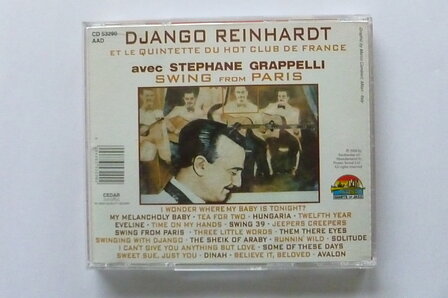 CD 53290
AAD
DJANGO REINHARDT
ET LE QUINTETTE DU HOT CLUB DE FRANCE
avec STEPHANE GRAPPELLI
SWING FROM PARIS
CEDAR
I WONDER WHERE MY BABY IS TONIGHT?
MY MELANCHOLY BABY · TEA FOR TWO · HUNGARIA · TWELFTH YEAR
EVELINE · TIME ON MY HANDS · SWING 39 · JEEPERS CREEPERS
SWING FROM PARIS · THREE LITTLE WORDS · THEM THERE EYES
SWINGING WITH DJANGO · THE SHEIK OF ARABY · RUNNIN' WILD · SOLITUDE
I CAN'T GIVE YOU ANYTHING BUT LOVE · SOME OF THESE DAYS
SWEET SUE, JUST YOU · DINAH · BELIEVE IT, BELOVED · AVALON